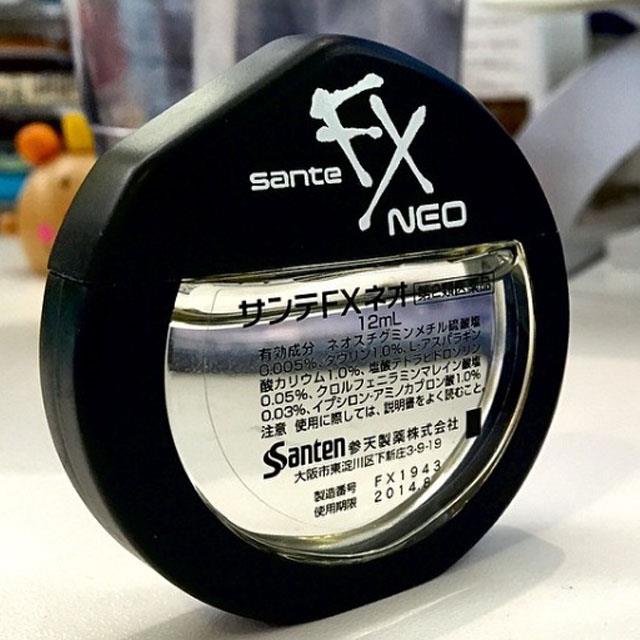 sante FX
NEO
サンテFXネオ 第2類医薬品
12mL
有効成分 ネオスチグミンメチル硫酸塩
0.005%、タウリン1.0%、L-アスパラギン
酸カリウム1.0%、塩酸テトラヒドロゾリン
0.05%、クロルフェニラミンマレイン酸塩
0.03%、イプシロン-アミノカプロン酸1.0%
注意 使用に際しては、説明書をよく読むこと。
Santen 参天製薬株式会社
大阪市東淀川区下新庄3-9-19
製造番号 FX1943
使用期限 2014.8